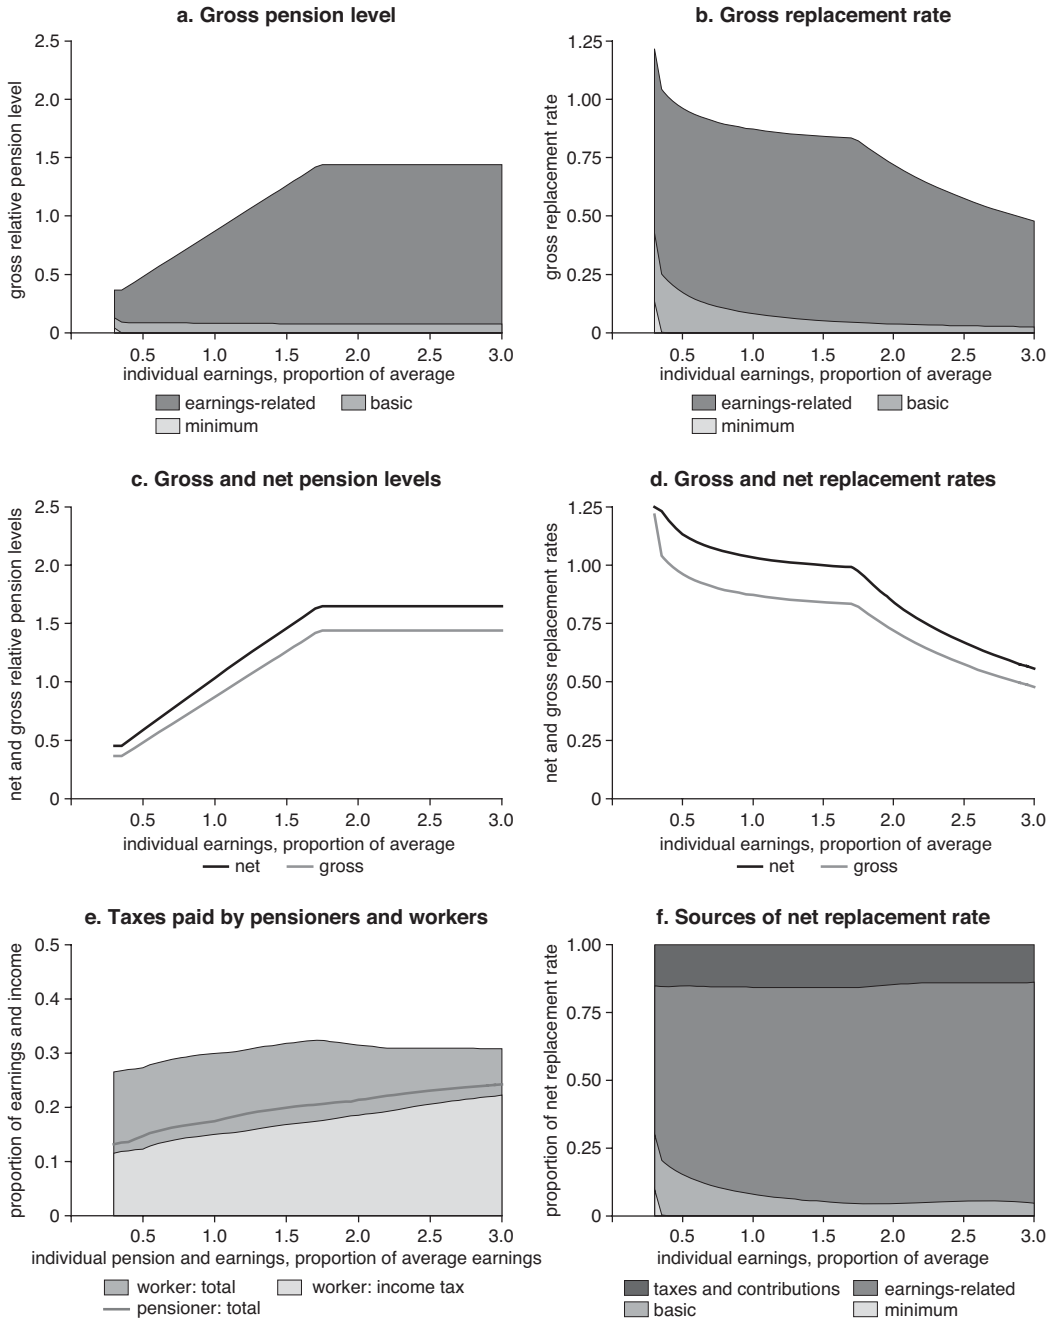 a. Gross pension level
gross relative pension level
2.5
2.0
1.5
1.0
0.5
0
0.5 1.0 1.5 2.0 2.5 3.0
individual earnings, proportion of average
earnings-related basic
minimum
b. Gross replacement rate
gross replacement rate
1.25
1.00
0.75
0.50
0.25
0
0.5 1.0 1.5 2.0 2.5 3.0
individual earnings, proportion of average
earnings-related basic
minimum
c. Gross and net pension levels
net and gross relative pension levels
2.5
2.0
1.5
1.0
0.5
0
0.5 1.0 1.5 2.0 2.5 3.0
individual earnings, proportion of average
net gross
d. Gross and net replacement rates
net and gross replacement rates
1.25
1.00
0.75
0.50
0.25
0
0.5 1.0 1.5 2.0 2.5 3.0
individual earnings, proportion of average
net gross
e. Taxes paid by pensioners and workers
proportion of earnings and income
0.5
0.4
0.3
0.2
0.1
0
0.5 1.0 1.5 2.0 2.5 3.0
individual pension and earnings, proportion of average earnings
worker: total worker: income tax
pensioner: total
f. Sources of net replacement rate
proportion of net replacement rate
1.00
0.75
0.50
0.25
0
0.5 1.0 1.5 2.0 2.5 3.0
individual earnings, proportion of average
taxes and contributions earnings-related
basic minimum